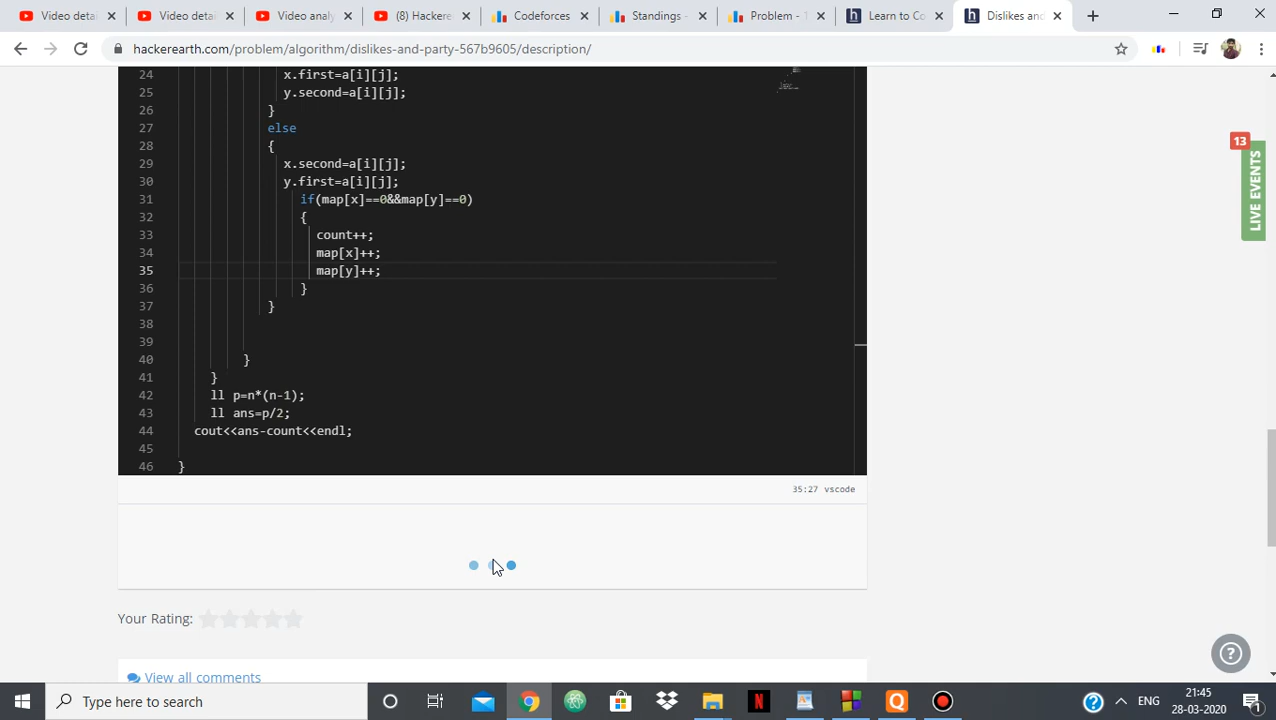 Video deta
Video deta
Video analy
(8) Hackere
Codeforces
Standings -
Problem - 1
Learn to Co
Dislikes and
hackerearth.com/problem/algorithm/dislikes-and-party-567b9605/description/
24 x.first=a[i][j];
25 y.second=a[i][j];
26 }
27 else
28 {
29 x.second=a[i][j];
30 y.first=a[i][j];
31 if(map[x]==0&&map[y]==0)
32 {
33 count++;
34 map[x]++;
35 map[y]++;
36 }
37 }
38
39
40 }
41 }
42 ll p=n*(n-1);
43 ll ans=p/2;
44 cout<<ans-count<<endl;
45
46 }
35:27 vscode
13
LIVE EVENTS
Your Rating:
View all comments
Type here to search
ENG
21:45
28-03-2020
1